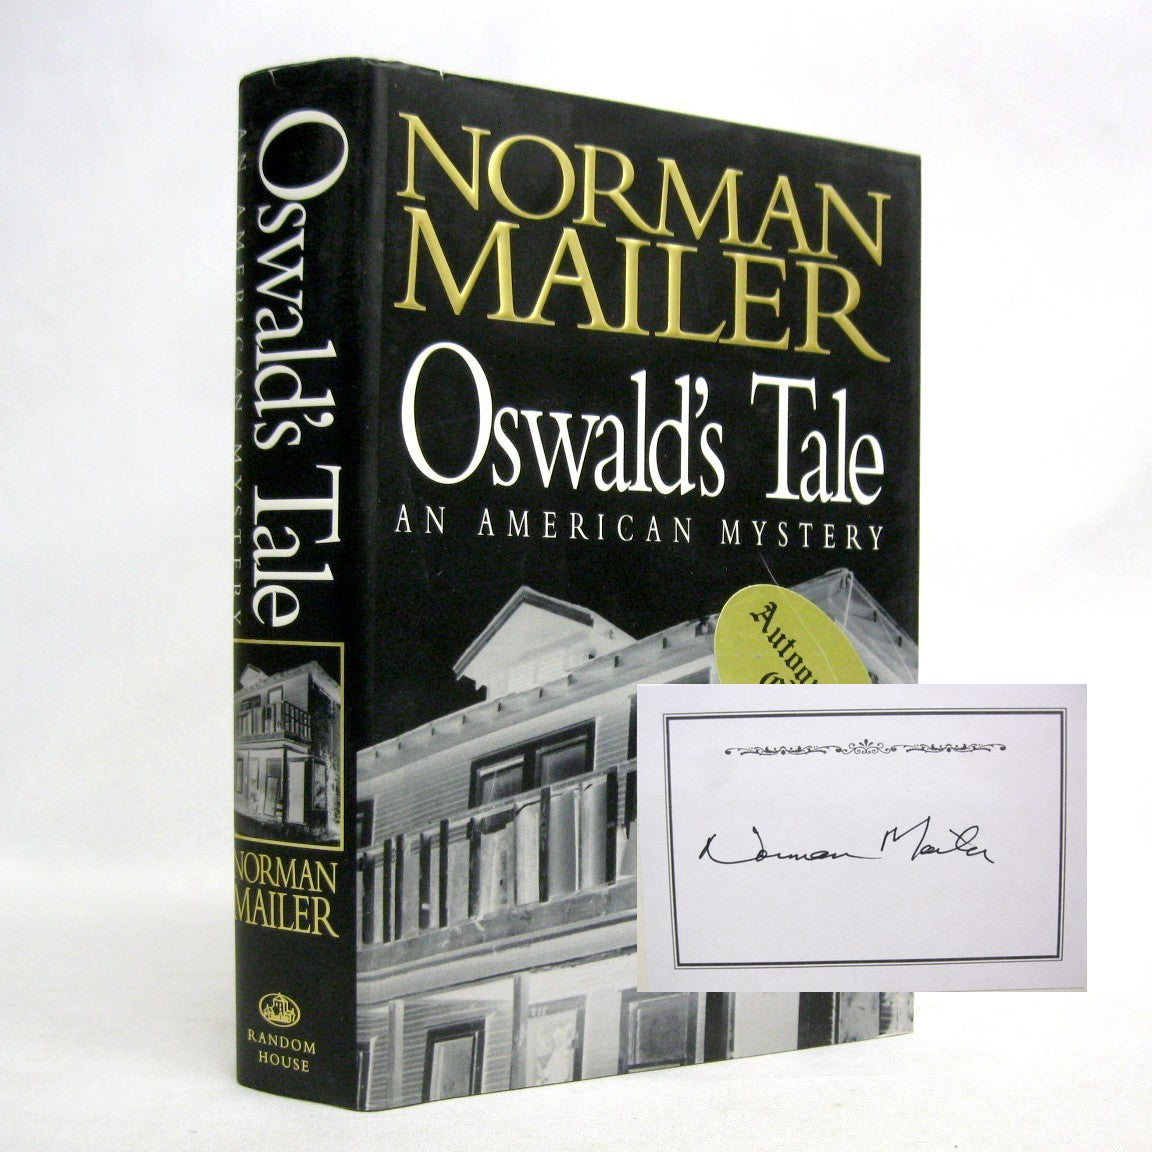 Oswald's Tale
AN AMERICAN MYSTERY
NORMAN
MAILER
RANDOM
HOUSE
NORMAN
MAILER
Oswald's Tale
AN AMERICAN MYSTERY
Norman Mailer